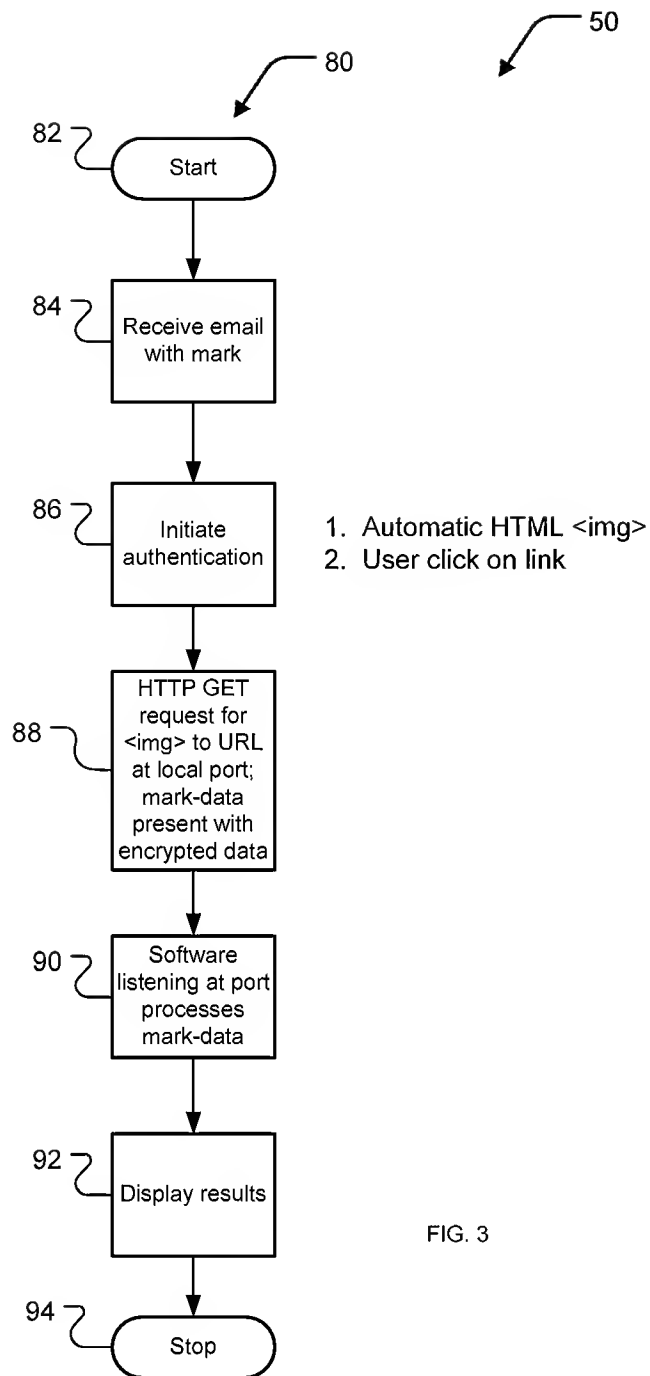 50
80
82
Start
84
Receive email
with mark
86
Initiate
authentication
1. Automatic HTML <img>
2. User click on link
88
HTTP GET
request for
<img> to URL
at local port;
mark-data
present with
encrypted data
90
Software
listening at port
processes
mark-data
92
Display results
FIG. 3
94
Stop